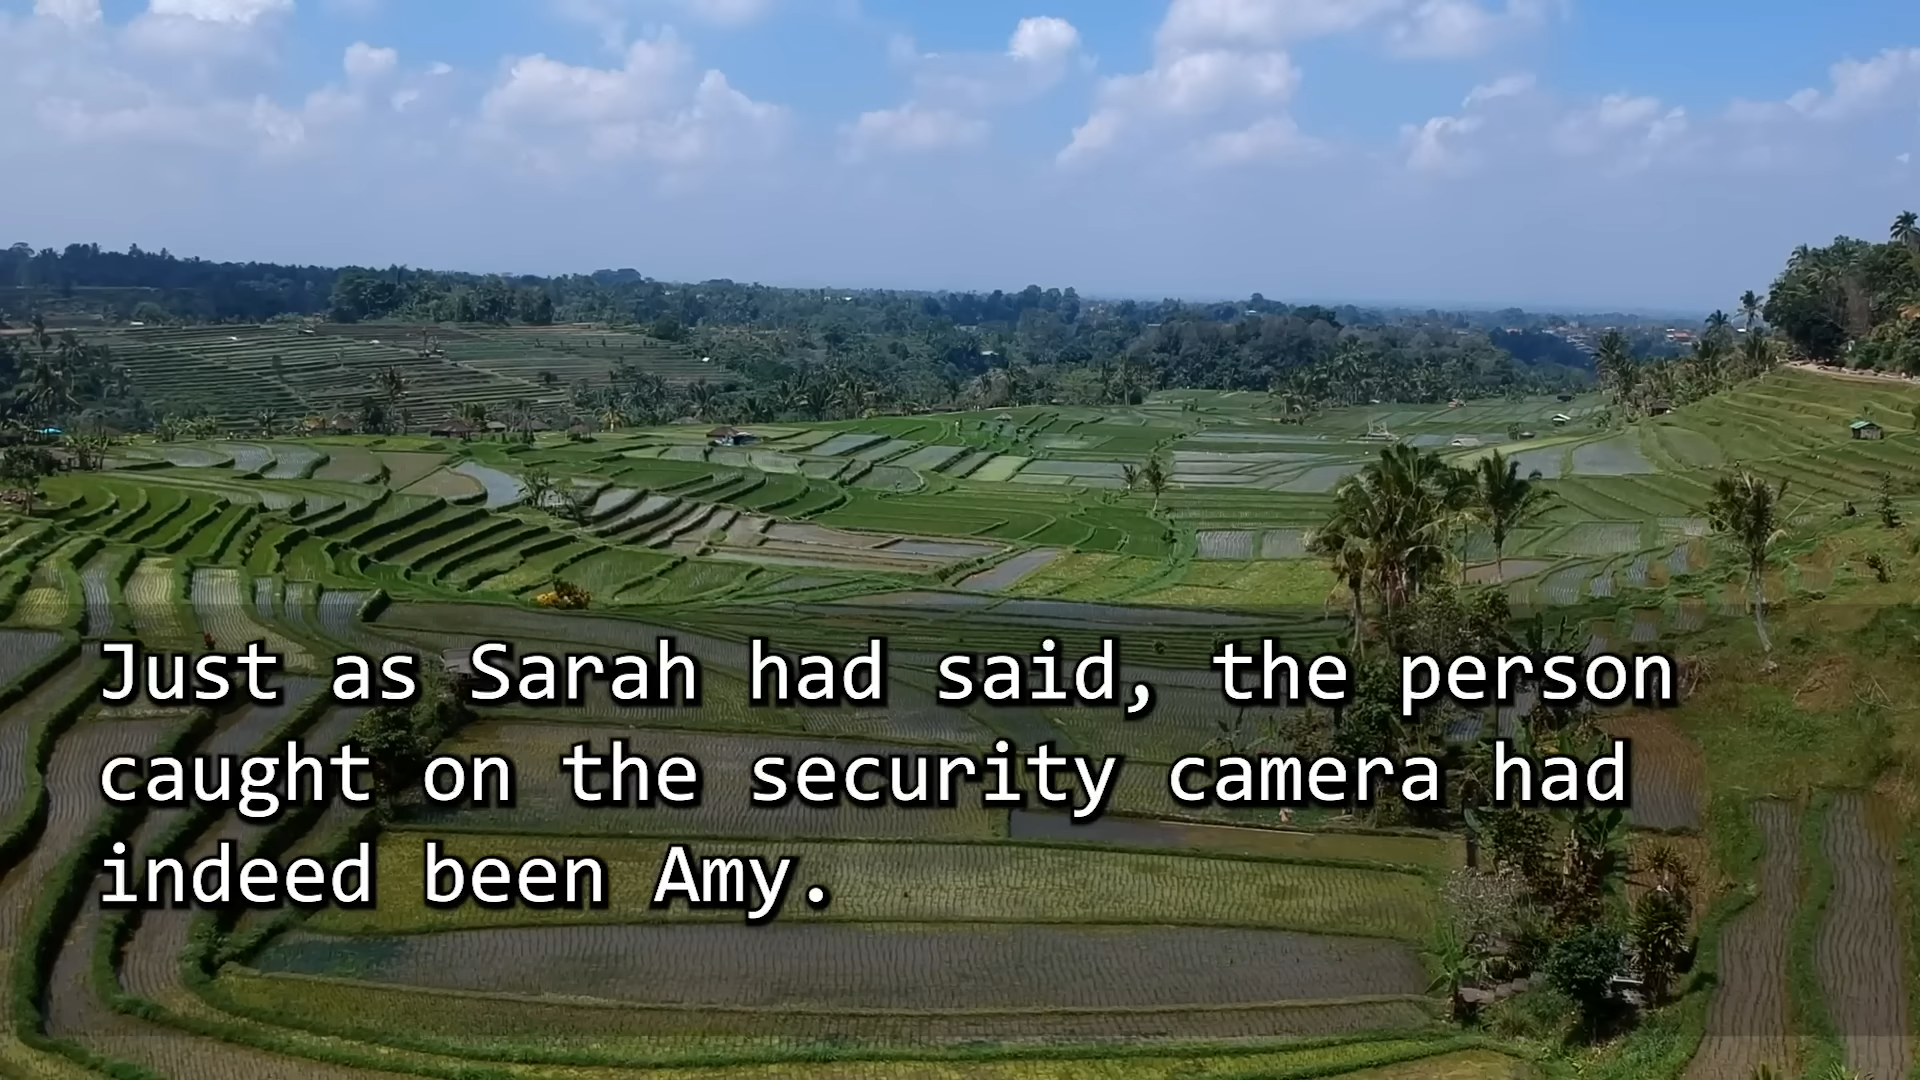 Just as Sarah had said, the person
caught on the security camera had
indeed been Amy.